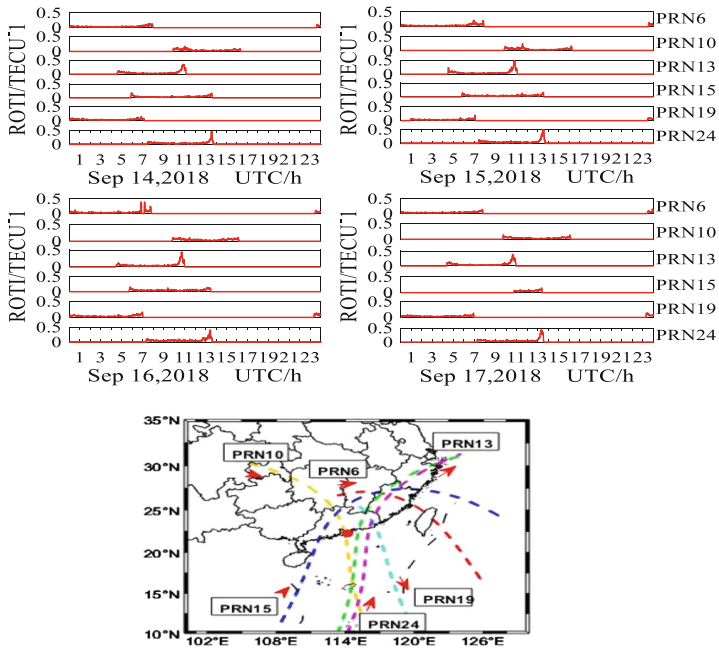 0.5 0 0.5 0 PRN6
0.5 0 0.5 0 PRN10
0.5 0 0.5 0 PRN13
0.5 0 0.5 0 PRN15
0.5 0 0.5 0 PRN19
0.5 0 0.5 0 PRN24
ROTI/TECU-1 ROTI/TECU-1
1 3 5 7 9 11 13 15 17 19 21 23 1 3 5 7 9 11 13 15 17 19 21 23
Sep 14,2018 UTC/h Sep 15,2018 UTC/h
0.5 0 0.5 0 PRN6
0.5 0 0.5 0 PRN10
0.5 0 0.5 0 PRN13
0.5 0 0.5 0 PRN15
0.5 0 0.5 0 PRN19
0.5 0 0.5 0 PRN24
ROTI/TECU-1 ROTI/TECU-1
1 3 5 7 9 11 13 15 17 19 21 23 1 3 5 7 9 11 13 15 17 19 21 23
Sep 16,2018 UTC/h Sep 17,2018 UTC/h
35°N
PRN10 PRN13
30°N PRN6
25°N
20°N
15°N PRN15 PRN19
PRN24
10°N
102°E 108°E 114°E 120°E 126°E